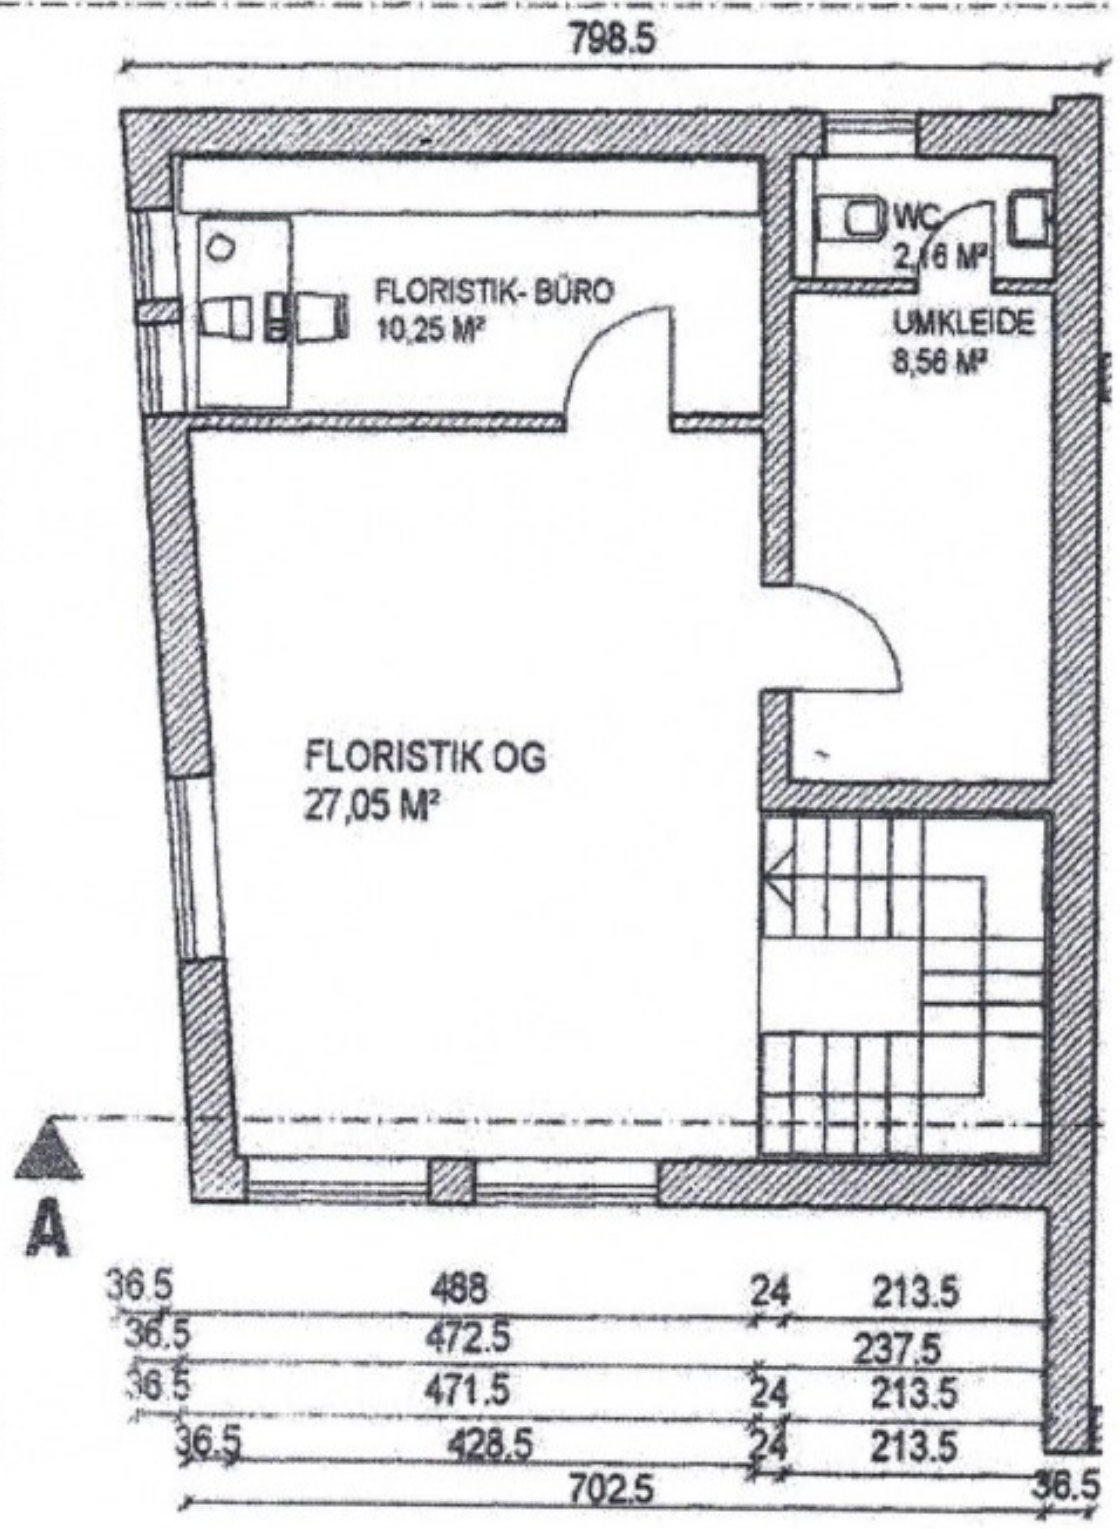 798.5
WC
2,16 M²
FLORISTIK- BÜRO
10,25 M²
UMKLEIDE
8,56 M²
FLORISTIK OG
27,05 M²
A
36.5 488 24 213.5
36.5 472.5 237.5
36.5 471.5 24 213.5
36.5 428.5 24 213.5
702.5 36.5